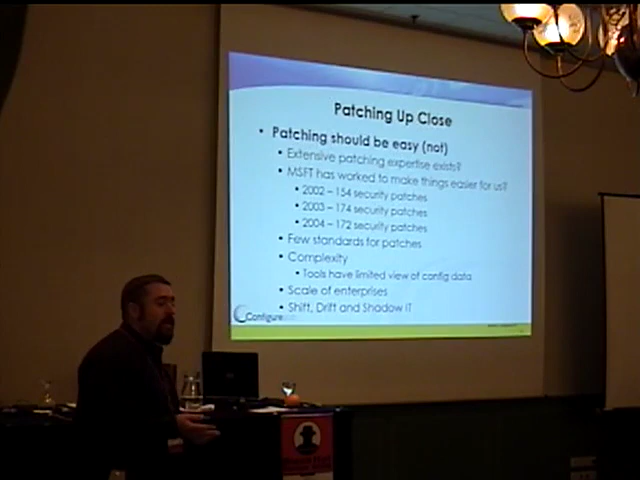 Patching Up Close
• Patching should be easy (not)
• Extensive patching expertise exists?
• MSFT has worked to make things easier for us?
• 2002 – 154 security patches
• 2003 – 174 security patches
• 2004 – 172 security patches
• Few standards for patches
• Complexity
• Tools have limited view of config data
• Scale of enterprises
• Shift, Drift and Shadow IT
Configure